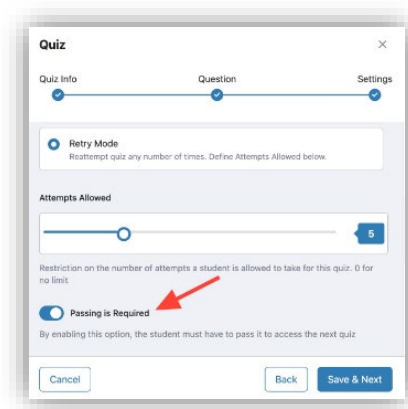 Quiz
Quiz Info Question Settings
Retry Mode
Reattempt quiz any number of times. Define Attempts Allowed below.
Attempts Allowed
5
Restriction on the number of attempts a student is allowed to take for this quiz. 0 for
no limit
Passing is Required
By enabling this option, the student must have to pass it to access the next quiz
Cancel Back Save & Next